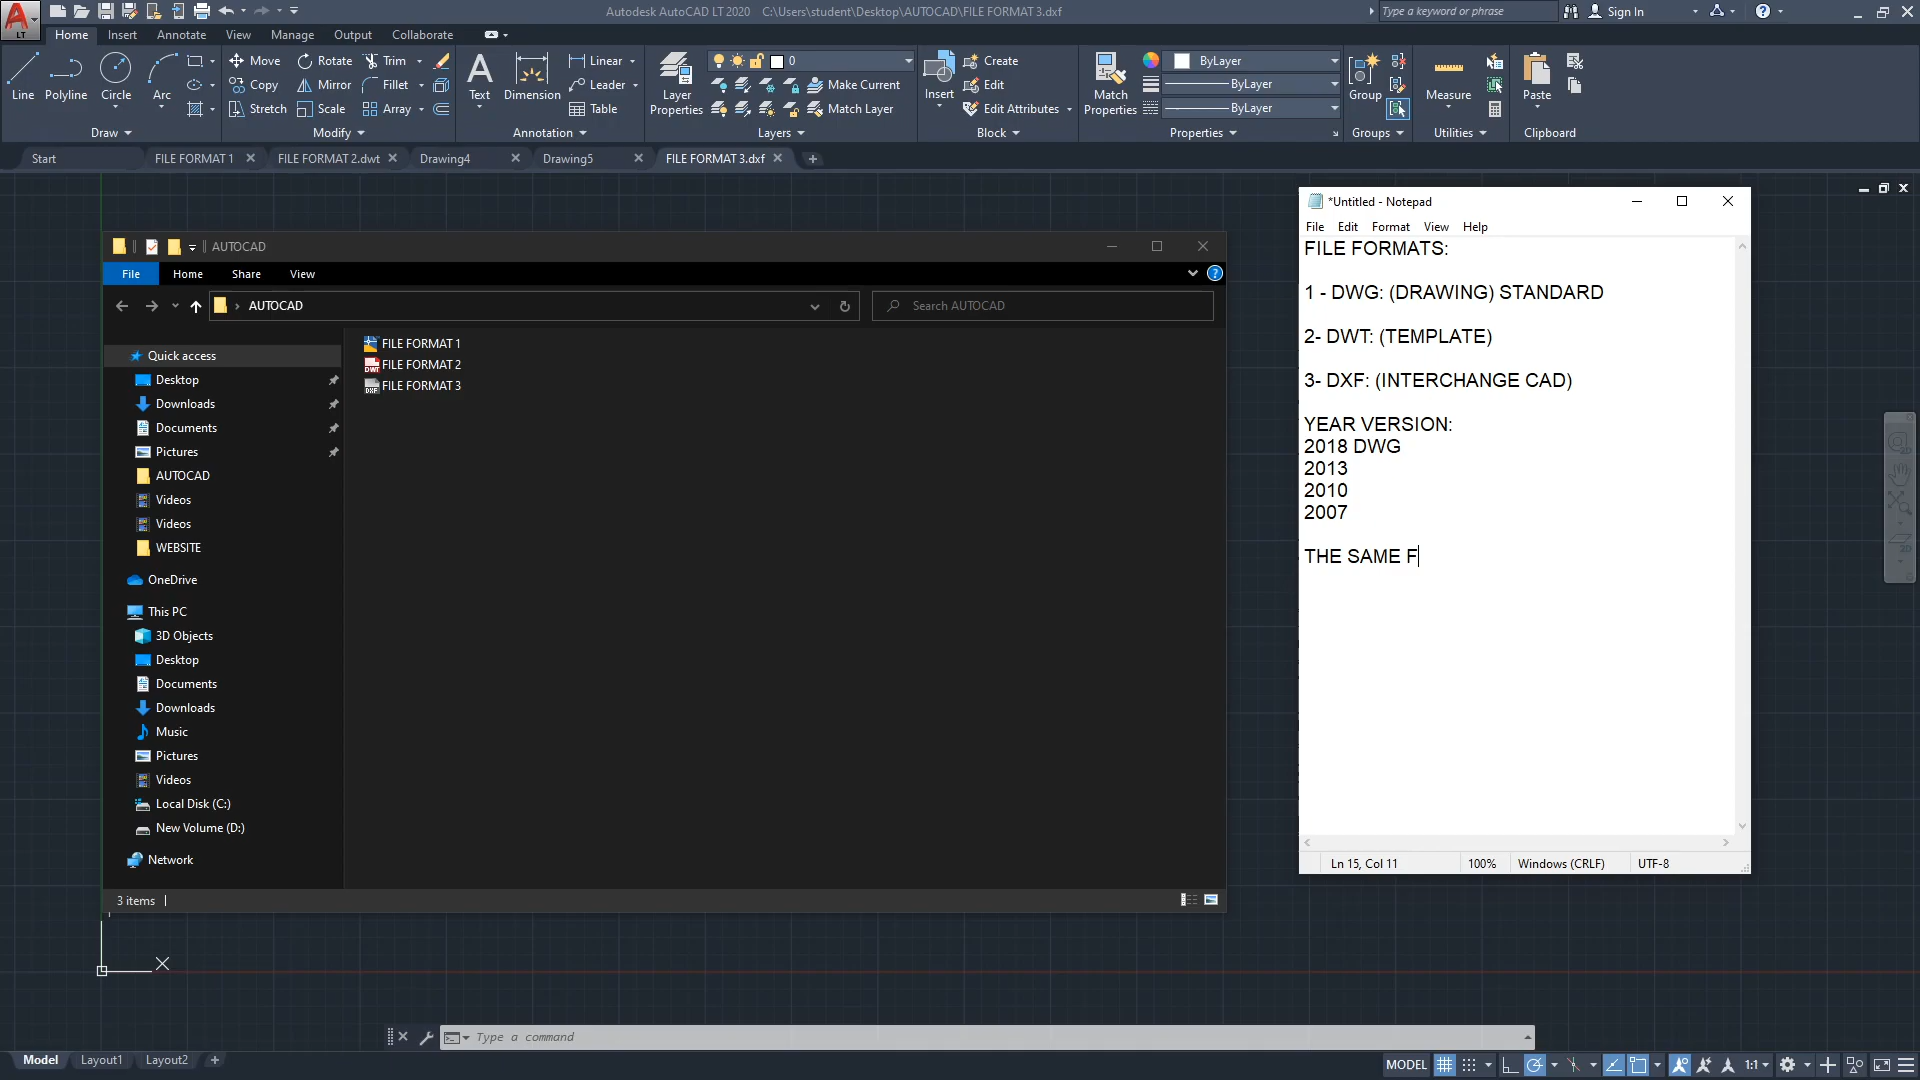 Autodesk AutoCAD LT 2020 C:\Users\student\Desktop\AUTOCAD\FILE FORMAT 3.dxf
Type a keyword or phrase
Sign In
LT
Home Insert Annotate View Manage Output Collaborate
Line Polyline Circle Arc
Move Rotate Trim
Copy Mirror Fillet
Stretch Scale Array
Text Dimension
Linear
Leader
Table
Layer Properties
0
Make Current
Match Layer
Insert
Create
Edit
Edit Attributes
Match Properties
ByLayer
ByLayer
ByLayer
Group
Measure
Paste
Draw Modify Annotation Layers Block Properties Groups Utilities Clipboard
Start FILE FORMAT 1 FILE FORMAT 2.dwt Drawing4 Drawing5 FILE FORMAT 3.dxf
AUTOCAD
File Home Share View
AUTOCAD
Search AUTOCAD
Quick access
Desktop
Downloads
Documents
Pictures
AUTOCAD
Videos
Videos
WEBSITE
OneDrive
This PC
3D Objects
Desktop
Documents
Downloads
Music
Pictures
Videos
Local Disk (C:)
New Volume (D:)
Network
FILE FORMAT 1
DWT FILE FORMAT 2
DXF FILE FORMAT 3
3 items
*Untitled - Notepad
File Edit Format View Help
FILE FORMATS:
1 - DWG: (DRAWING) STANDARD
2- DWT: (TEMPLATE)
3- DXF: (INTERCHANGE CAD)
YEAR VERSION:
2018 DWG
2013
2010
2007
THE SAME F
Ln 15, Col 11 100% Windows (CRLF) UTF-8
Type a command
Model Layout1 Layout2
MODEL 1:1